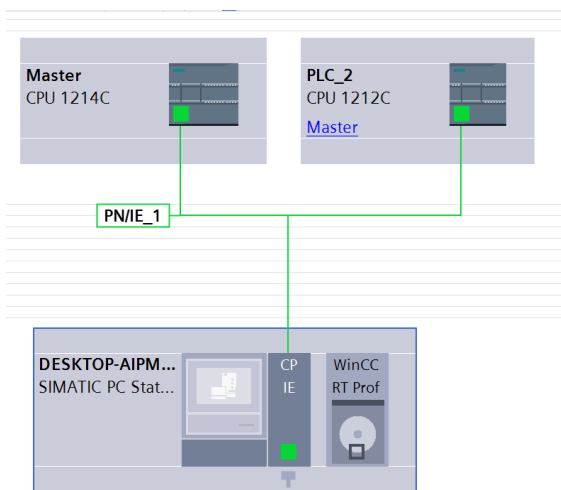 Master
CPU 1214C
PLC_2
CPU 1212C
Master
PN/IE_1
DESKTOP-AIPM...
SIMATIC PC Stat...
CP
IE
WinCC
RT Prof